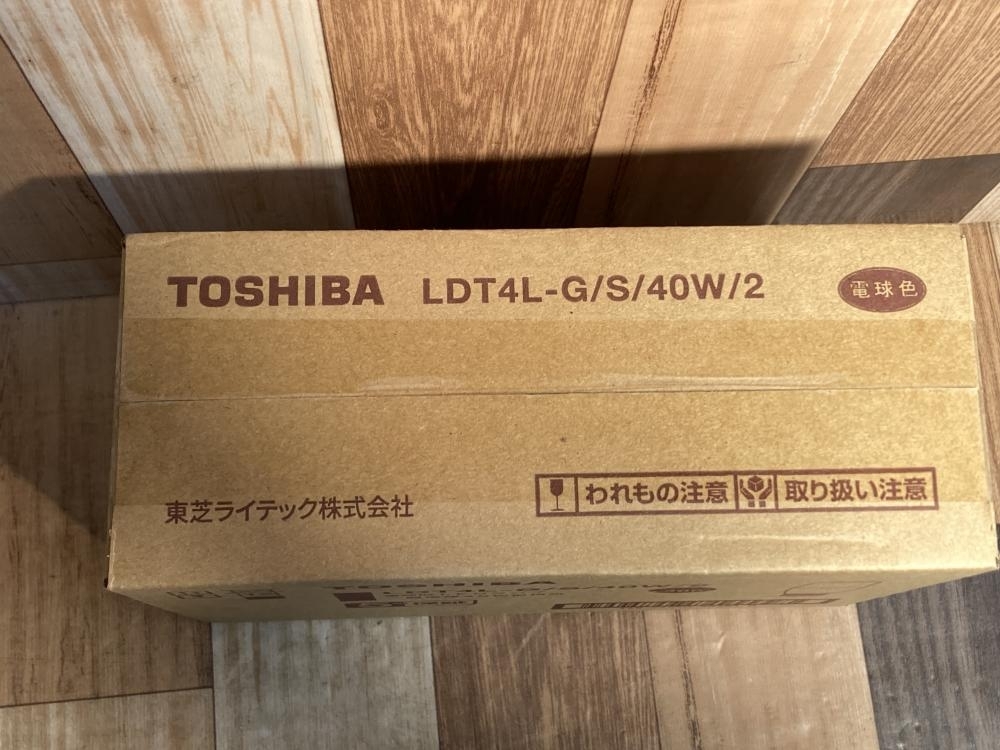 TOSHIBA LDT4L-G/S/40W/2 電球色
東芝ライテック株式会社
われもの注意 取り扱い注意
TOSHIBA